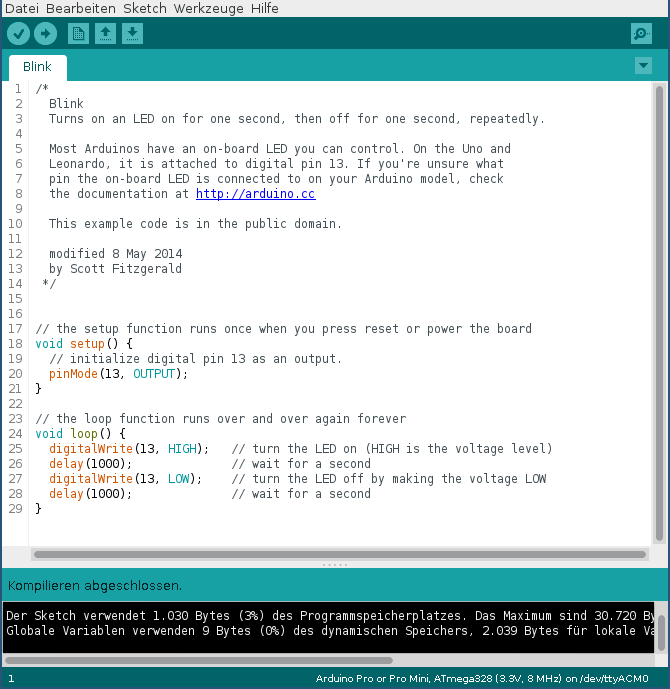 Datei Bearbeiten Sketch Werkzeuge Hilfe
Blink
1 /*
2   Blink
3   Turns on an LED on for one second, then off for one second, repeatedly.
4
5   Most Arduinos have an on-board LED you can control. On the Uno and
6   Leonardo, it is attached to digital pin 13. If you're unsure what
7   pin the on-board LED is connected to on your Arduino model, check
8   the documentation at http://arduino.cc
9
10   This example code is in the public domain.
11
12   modified 8 May 2014
13   by Scott Fitzgerald
14  */
15
16
17 // the setup function runs once when you press reset or power the board
18 void setup() {
19   // initialize digital pin 13 as an output.
20   pinMode(13, OUTPUT);
21 }
22
23 // the loop function runs over and over again forever
24 void loop() {
25   digitalWrite(13, HIGH);   // turn the LED on (HIGH is the voltage level)
26   delay(1000);              // wait for a second
27   digitalWrite(13, LOW);    // turn the LED off by making the voltage LOW
28   delay(1000);              // wait for a second
29 }
Kompilieren abgeschlossen.
Der Sketch verwendet 1.030 Bytes (3%) des Programmspeicherplatzes. Das Maximum sind 30.720
Globale Variablen verwenden 9 Bytes (0%) des dynamischen Speichers, 2.039 Bytes für lokale
1 Arduino Pro or Pro Mini, ATmega328 (3.3V, 8 MHz) on /dev/ttyACM0